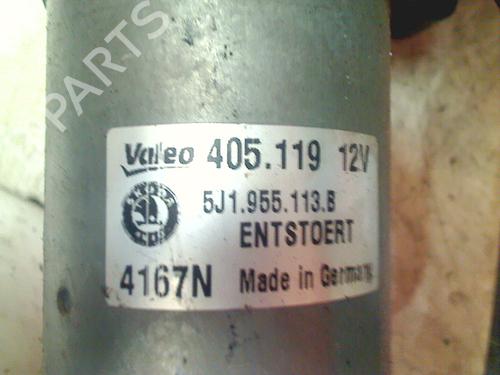 PARTS
Valeo 405.119 12V
5J1.955.113.B
ENTSTOERT
4167N Made in Germany